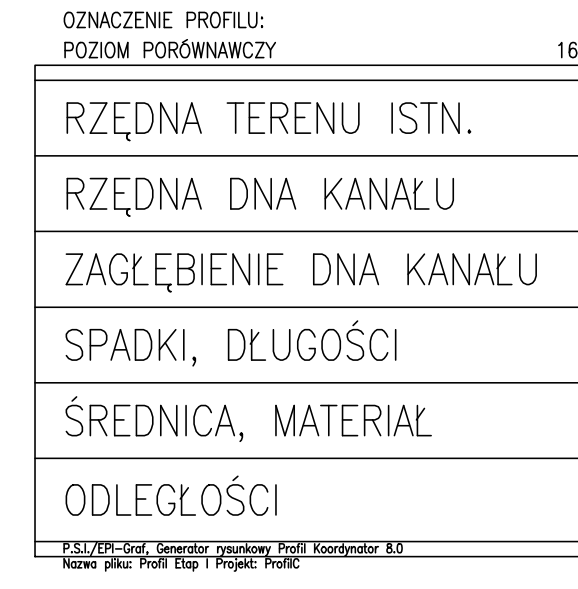 OZNACZENIE PROFILU:
POZIOM PORÓWNAWCZY 16
RZĘDNA TERENU ISTN.
RZĘDNA DNA KANAŁU
ZAGŁĘBIENIE DNA KANAŁU
SPADKI, DŁUGOŚCI
ŚREDNICA, MATERIAŁ
ODLEGŁOŚCI
P.S.I./EPI-Graf, Generator rysunkowy Profil Koordynator 8.0
Nazwa pliku: Profil Etap I Projekt: ProfilC